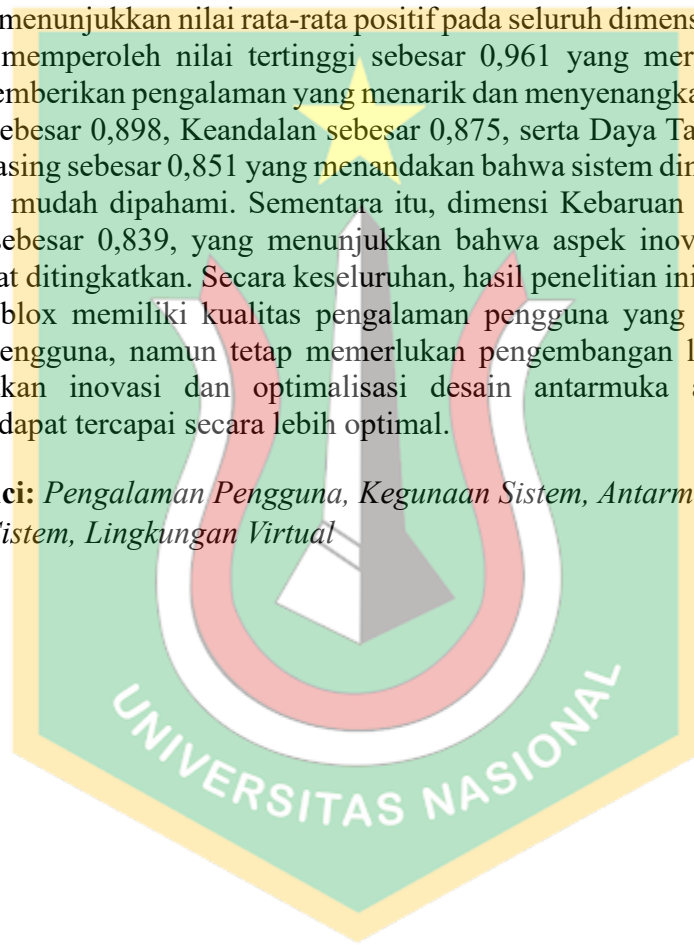 menunjukkan nilai rata-rata positif pada seluruh dimens
memperoleh nilai tertinggi sebesar 0,961 yang mer
emberikan pengalaman yang menarik dan menyenangka
ebesar 0,898, Keandalan sebesar 0,875, serta Daya Ta
asing sebesar 0,851 yang menandakan bahwa sistem din
mudah dipahami. Sementara itu, dimensi Kebaruan
sebesar 0,839, yang menunjukkan bahwa aspek inov
at ditingkatkan. Secara keseluruhan, hasil penelitian ini
blox memiliki kualitas pengalaman pengguna yang
engguna, namun tetap memerlukan pengembangan l
kan inovasi dan optimalisasi desain antarmuka a
dapat tercapai secara lebih optimal.
ci: Pengalaman Pengguna, Kegunaan Sistem, Antarm
Sistem, Lingkungan Virtual
UNIVERSITAS NASIONAL